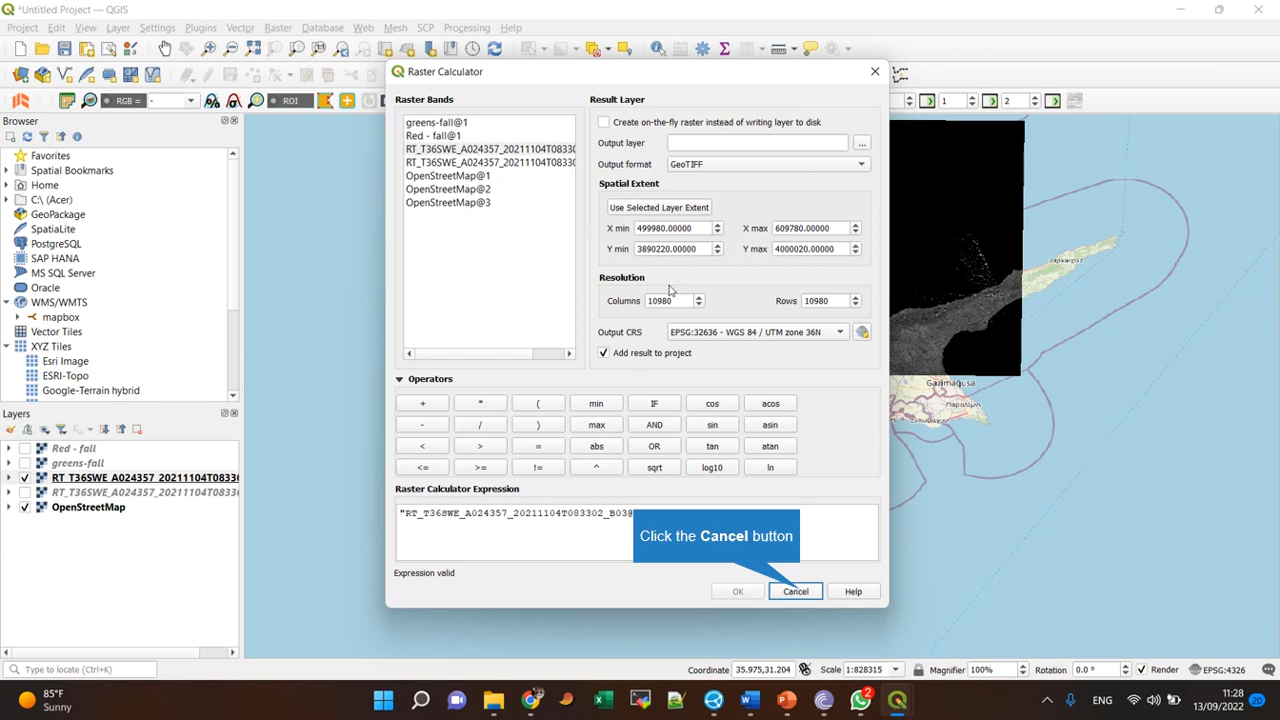 *Untitled Project — QGIS
Project Edit View Layer Settings Plugins Vector Raster Database Web Mesh SCP Processing Help
RGB = - ROI 1 2
Browser
Favorites
Spatial Bookmarks
Home
C:\ (Acer)
GeoPackage
SpatiaLite
PostgreSQL
SAP HANA
MS SQL Server
Oracle
WMS/WMTS
mapbox
Vector Tiles
XYZ Tiles
Esri Image
ESRI-Topo
Google-Terrain hybrid
Layers
Red - fall
greens-fall
RT_T36SWE_A024357_20211104T08330
RT_T36SWE_A024357_20211104T08330
OpenStreetMap
Raster Calculator
Raster Bands
greens-fall@1
Red - fall@1
RT_T36SWE_A024357_20211104T0833
RT_T36SWE_A024357_20211104T0833
OpenStreetMap@1
OpenStreetMap@2
OpenStreetMap@3
Result Layer
Create on-the-fly raster instead of writing layer to disk
Output layer ...
Output format GeoTIFF
Spatial Extent
Use Selected Layer Extent
X min 499980.00000 X max 609780.00000
Y min 3890220.00000 Y max 4000020.00000
Resolution
Columns 10980 Rows 10980
Output CRS EPSG:32636 - WGS 84 / UTM zone 36N
Add result to project
Operators
+ * ( min IF cos acos
- / ) max AND sin asin
< > = abs OR tan atan
<= >= != ^ sqrt log10 ln
Raster Calculator Expression
"RT_T36SWE_A024357_20211104T083302_B03@
Click the Cancel button
Expression valid
OK Cancel Help
Gazimağusa
Type to locate (Ctrl+K)
Coordinate 35.975,31.204 Scale 1:828315 Magnifier 100% Rotation 0.0 ° Render EPSG:4326
85°F
Sunny
2
ENG
11:28
13/09/2022
20